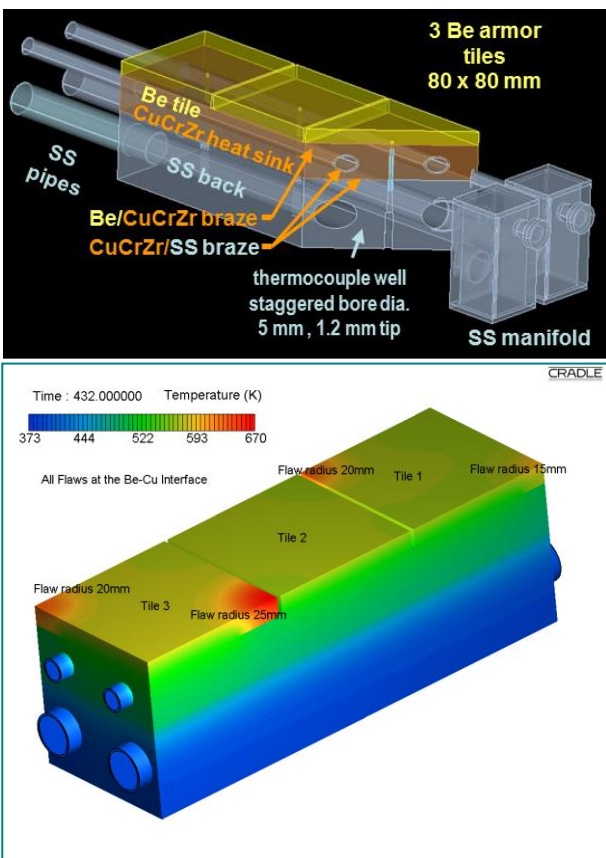 3 Be armor
tiles
80 x 80 mm
Be tile
CuCrZr heat sink
SS
pipes
SS back
Be/CuCrZr braze
CuCrZr/SS braze
thermocouple well
staggered bore dia.
5 mm , 1.2 mm tip
SS manifold
CRADLE
Time : 432.000000 Temperature (K)
373 444 522 593 670
All Flaws at the Be-Cu Interface
Flaw radius 20mm
Tile 1
Flaw radius 15mm
Tile 2
Flaw radius 20mm
Tile 3
Flaw radius 25mm